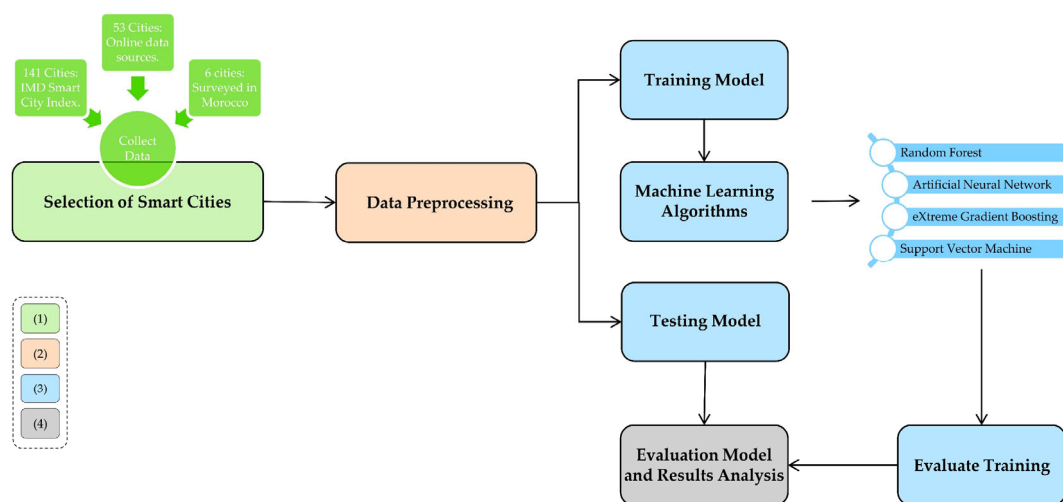 53 Cities:
Online data
sources.
141 Cities:
IMD Smart
City Index.
6 cities:
Surveyed in
Morocco
Collect
Data
Selection of Smart Cities
Data Preprocessing
Training Model
Machine Learning
Algorithms
Random Forest
Artificial Neural Network
eXtreme Gradient Boosting
Support Vector Machine
Testing Model
Evaluation Model
and Results Analysis
Evaluate Training
(1)
(2)
(3)
(4)